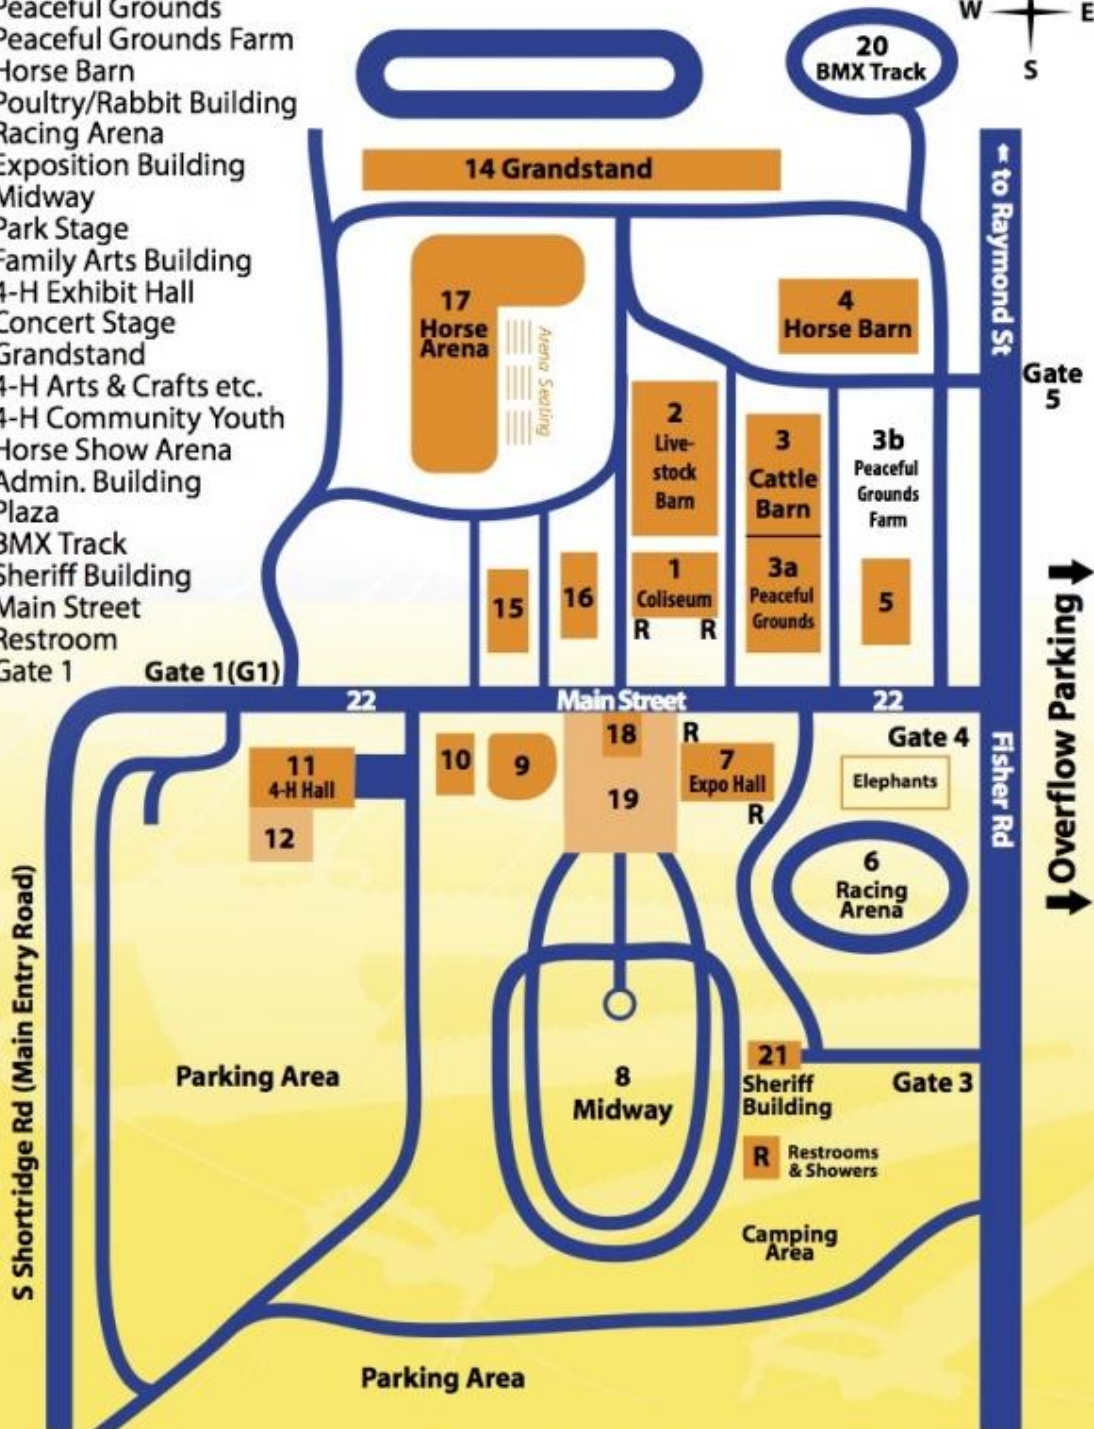 Peaceful Grounds
Peaceful Grounds Farm
Horse Barn
Poultry/Rabbit Building
Racing Arena
Exposition Building
Midway
Park Stage
Family Arts Building
4-H Exhibit Hall
Concert Stage
Grandstand
4-H Arts & Crafts etc.
4-H Community Youth
Horse Show Arena
Admin. Building
Plaza
BMX Track
Sheriff Building
Main Street
Restroom
Gate 1
W E
S
20
BMX Track
14 Grandstand
to Raymond St
17
Horse
Arena
Arena Seating
4
Horse Barn
Gate
5
2
Live-
stock
Barn
3
Cattle
Barn
3b
Peaceful
Grounds
Farm
15
16
1
Coliseum
R R
3a
Peaceful
Grounds
5
Overflow Parking
Gate 1(G1)
22
Main Street
22
Gate 4
Fisher Rd
11
4-H Hall
12
10
9
18
19
R
7
Expo Hall
R
Elephants
6
Racing
Arena
S Shortridge Rd (Main Entry Road)
Parking Area
8
Midway
21
Sheriff
Building
Gate 3
R
Restrooms
& Showers
Camping
Area
Parking Area